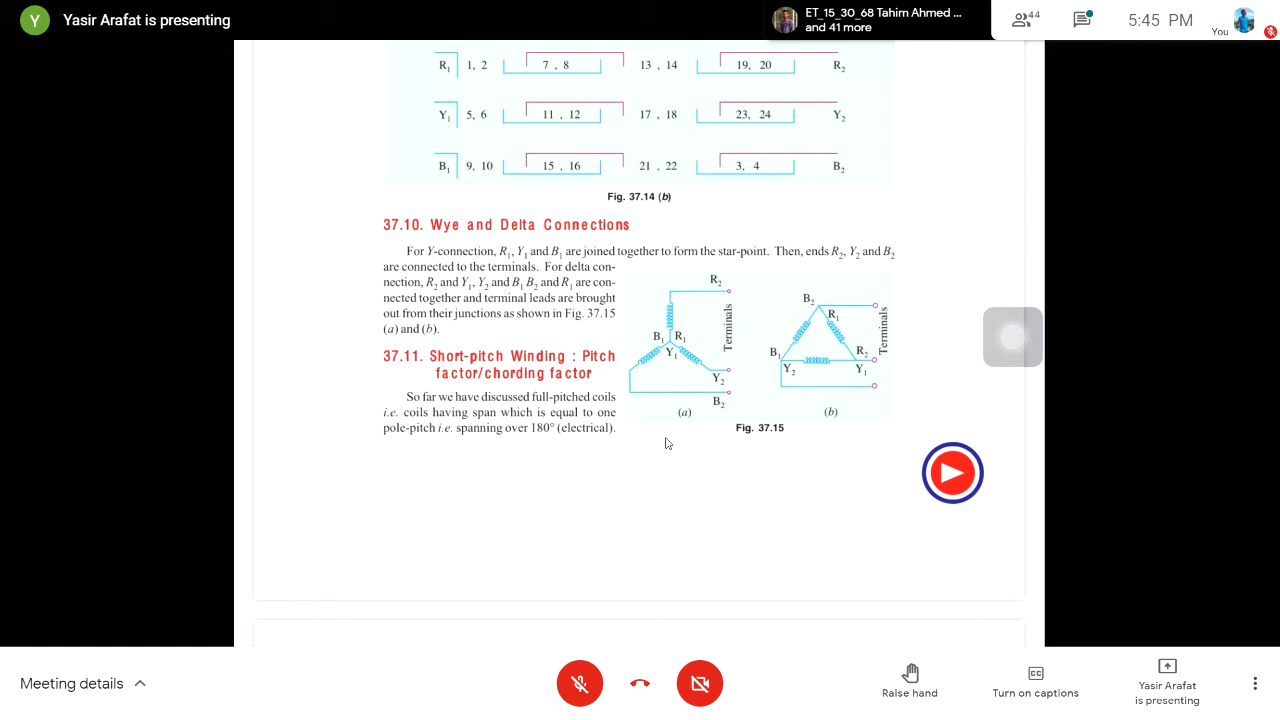 Y Yasir Arafat is presenting
ET_15_30_68 Tahim Ahmed ...
and 41 more
44
5:45 PM
You
R₁ 1, 2 7 , 8 13 , 14 19, 20 R₂
Y₁ 5, 6 11 , 12 17 , 18 23, 24 Y₂
B₁ 9, 10 15 , 16 21 , 22 3, 4 B₂
Fig. 37.14 (b)
37.10. Wye and Delta Connections
For Y-connection, R₁, Y₁ and B₁ are joined together to form the star-point. Then, ends R₂, Y₂ and B₂
are connected to the terminals. For delta con-
nection, R₂ and Y₁, Y₂ and B₁ B₂ and R₁ are con-
nected together and terminal leads are brought
out from their junctions as shown in Fig. 37.15
(a) and (b).
37.11. Short-pitch Winding : Pitch
factor/chording factor
So far we have discussed full-pitched coils
i.e. coils having span which is equal to one
pole-pitch i.e. spanning over 180° (electrical).
R₂
Terminals
B₁ R₁
Y₁
Y₂
B₂
(a)
B₂
R₁
Terminals
B₁ R₂
Y₂ Y₁
(b)
Fig. 37.15
Meeting details
Raise hand
CC
Turn on captions
Yasir Arafat
is presenting